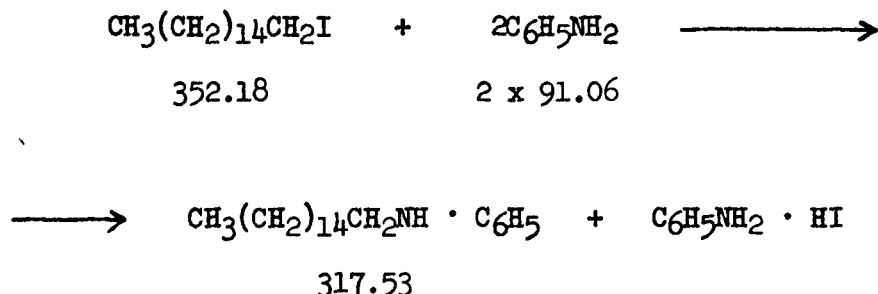 CH3(CH2)14CH2I + 2C6H5NH2 ⟶
352.18 2 x 91.06
⟶ CH3(CH2)14CH2NH · C6H5 + C6H5NH2 · HI
317.53